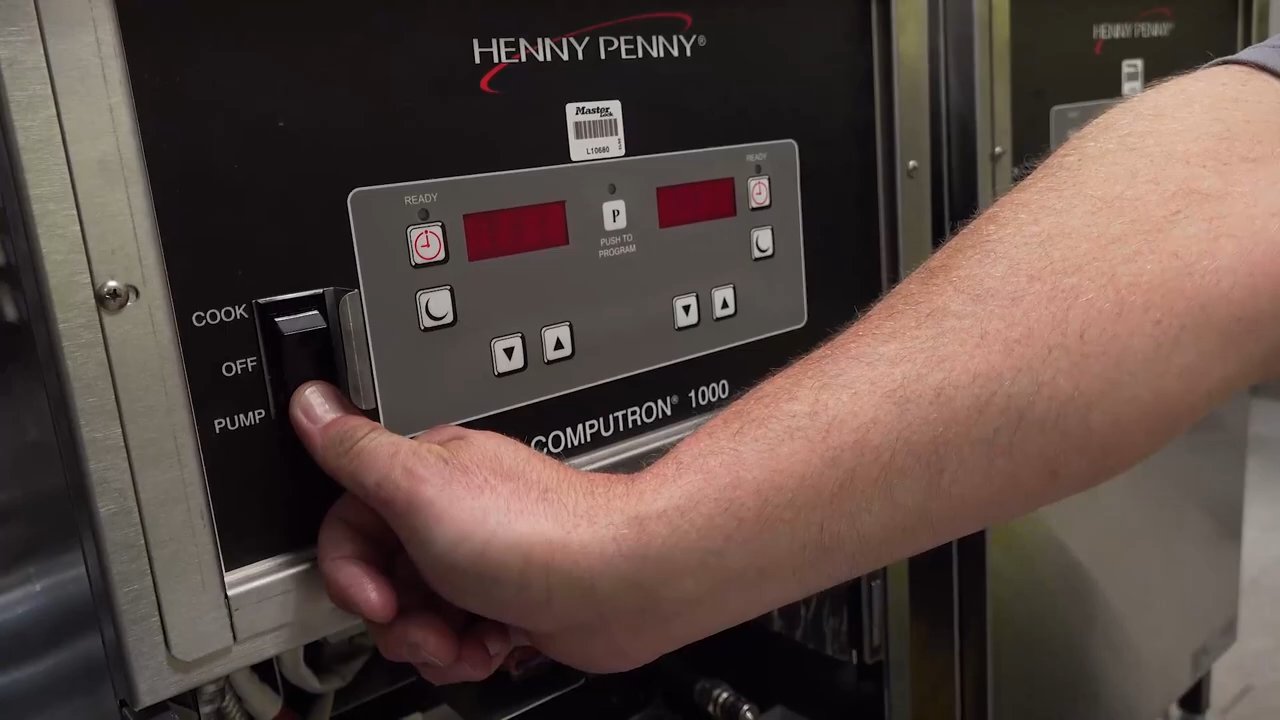 HENNY PENNY®
HENNY PENNY®
Master
Lock
L10680
READY
READY
P
PUSH TO
PROGRAM
COOK
OFF
PUMP
COMPUTRON® 1000